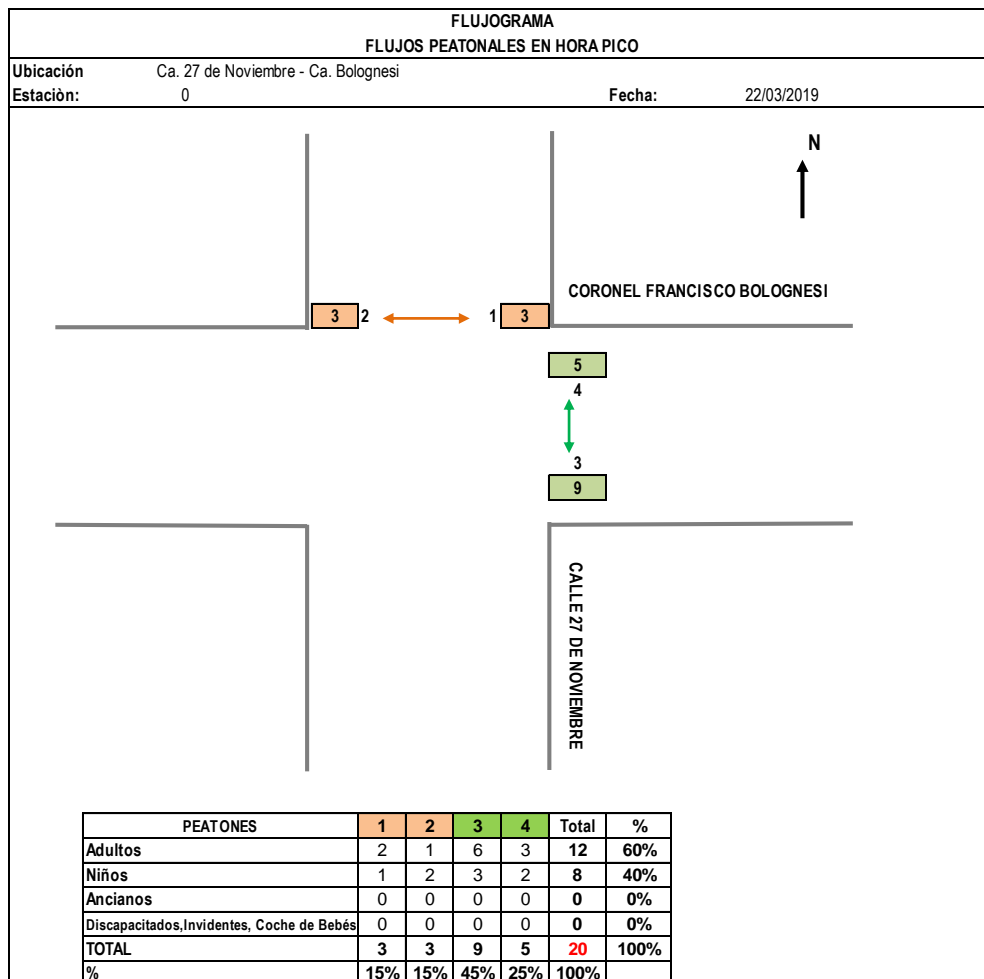 FLUJOGRAMA
FLUJOS PEATONALES EN HORA PICO
Ubicación Ca. 27 de Noviembre - Ca. Bolognesi
Estaciòn: 0 Fecha: 22/03/2019
N
CORONEL FRANCISCO BOLOGNESI
3 2 1 3
5
4
3
9
CALLE 27 DE NOVIEMBRE
PEATONES 1 2 3 4 Total %
Adultos 2 1 6 3 12 60%
Niños 1 2 3 2 8 40%
Ancianos 0 0 0 0 0 0%
Discapacitados,Invidentes, Coche de Bebés 0 0 0 0 0 0%
TOTAL 3 3 9 5 20 100%
% 15% 15% 45% 25% 100%